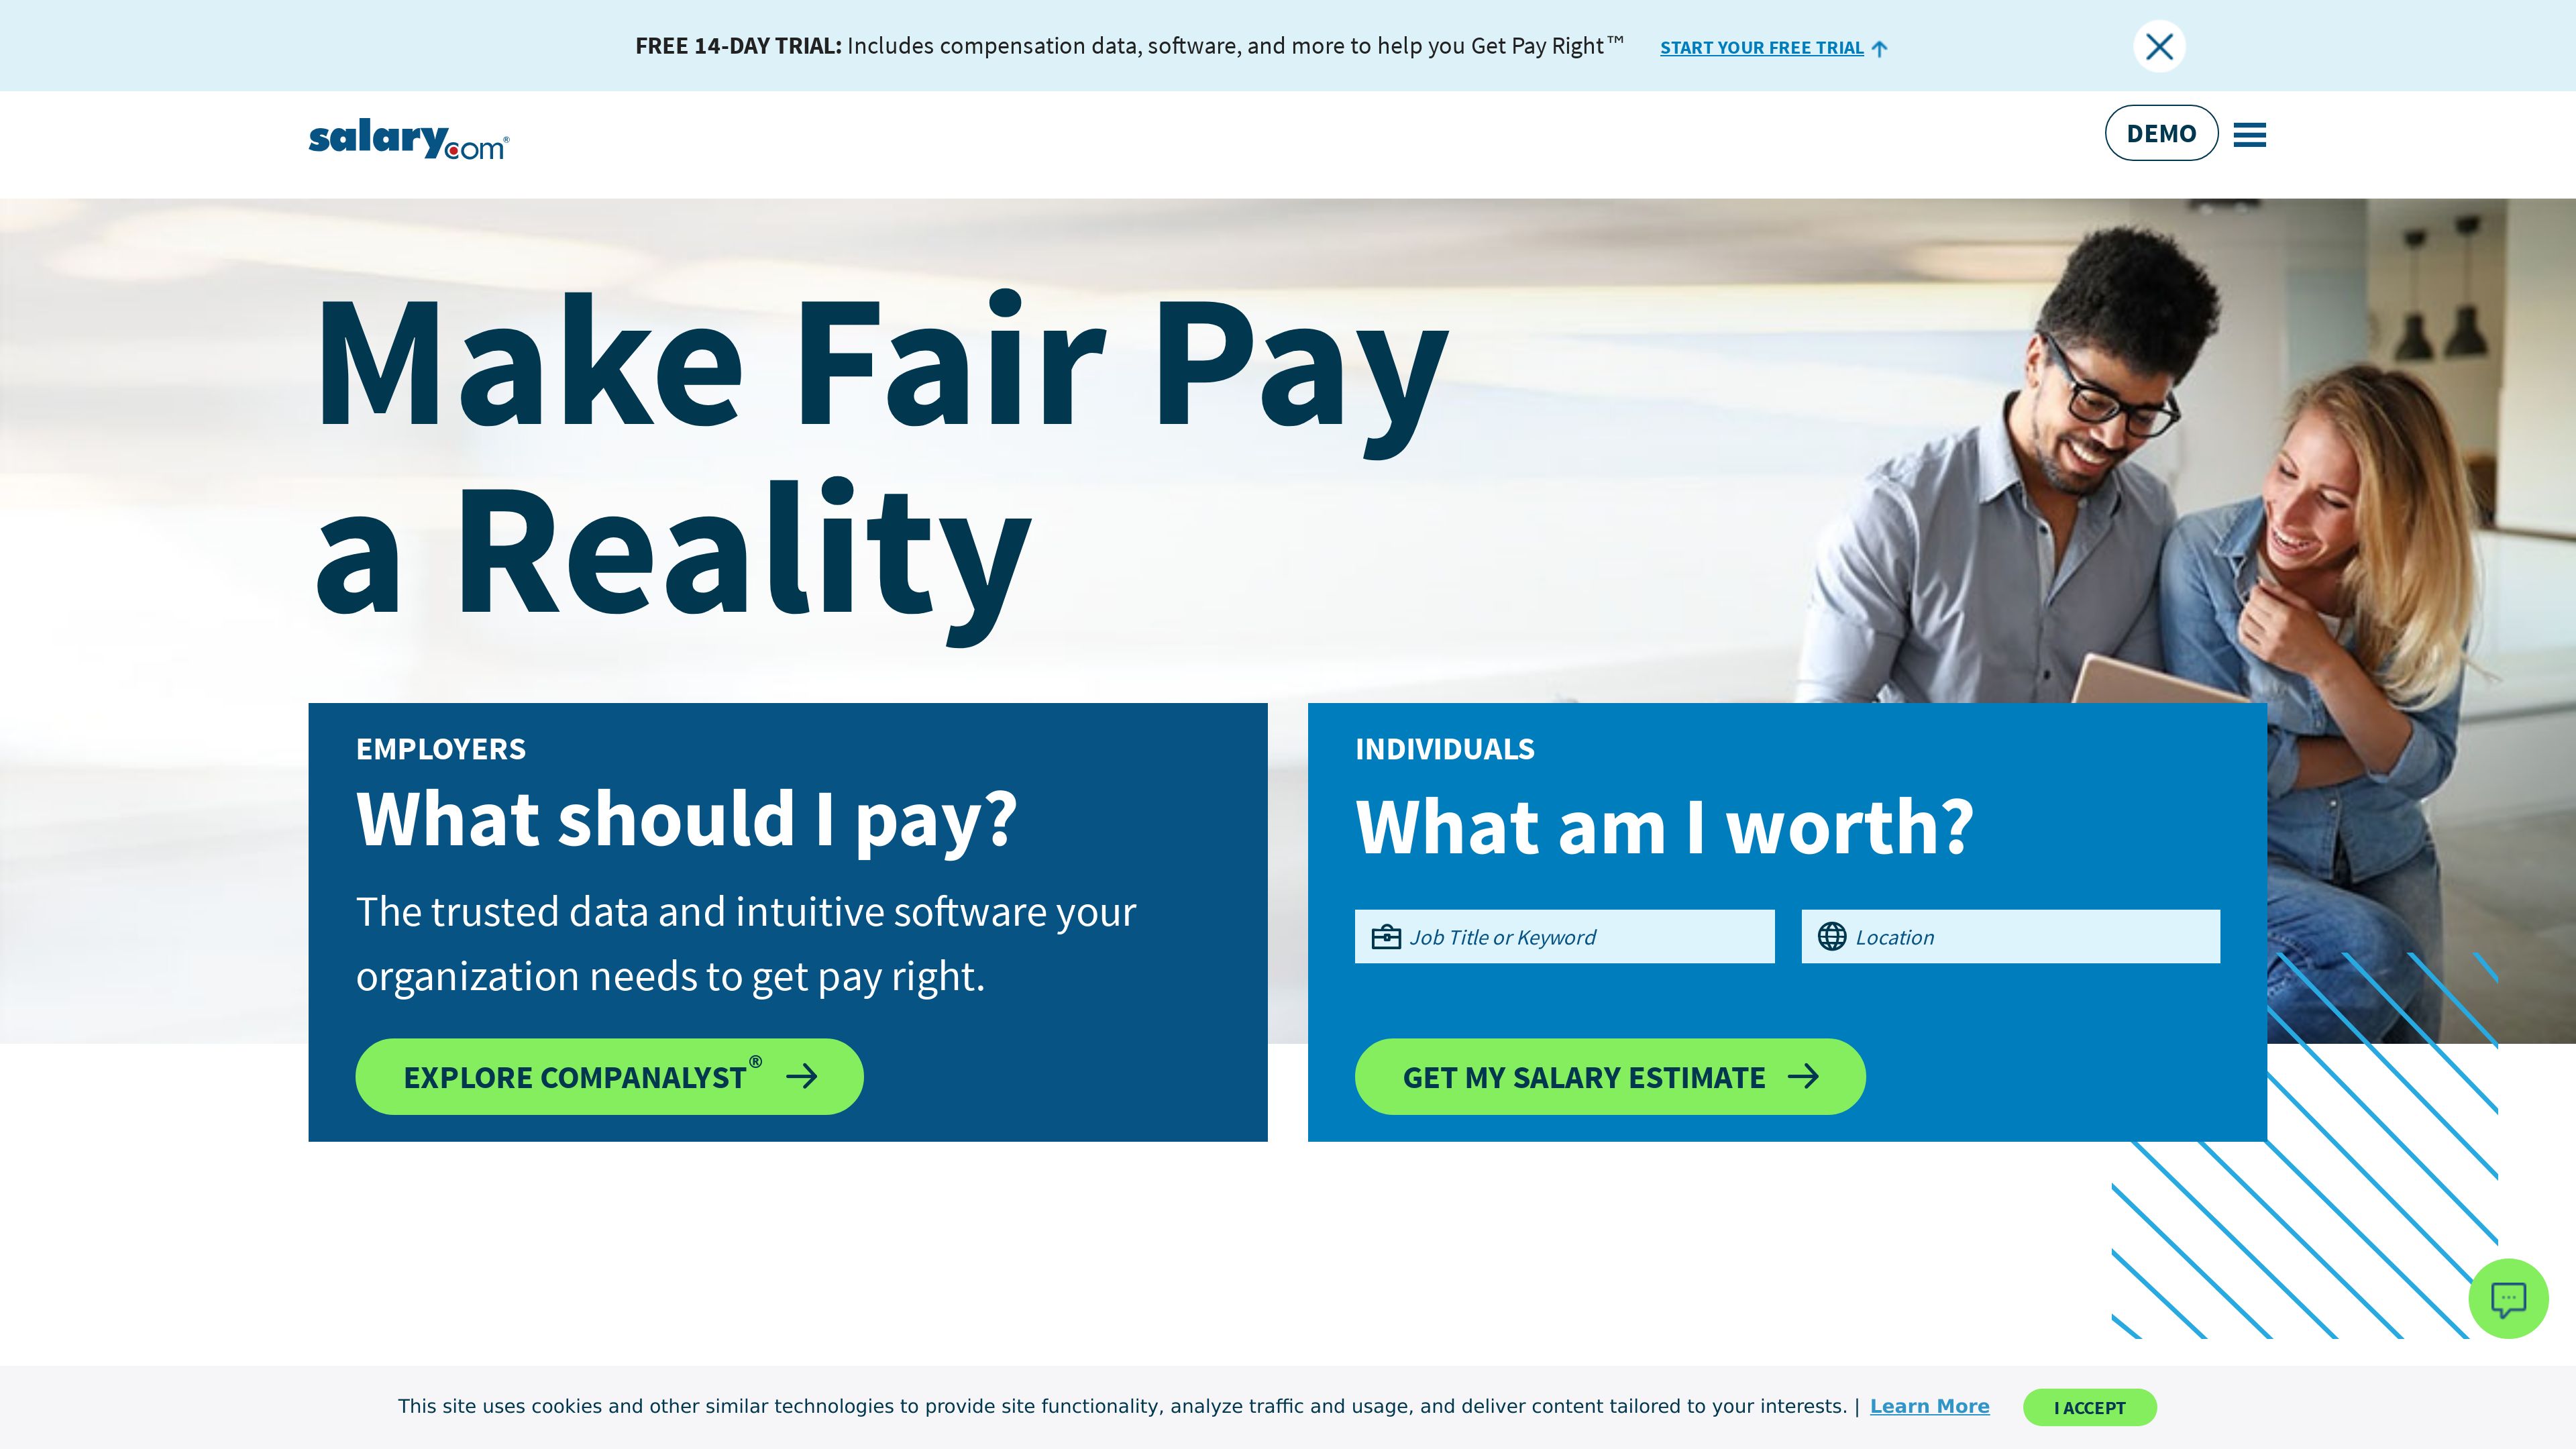 FREE 14-DAY TRIAL: Includes compensation data, software, and more to help you Get Pay Right™ START YOUR FREE TRIAL
salary.com®
DEMO
Make Fair Pay
a Reality
EMPLOYERS
What should I pay?
The trusted data and intuitive software your
organization needs to get pay right.
EXPLORE COMPANALYST®
INDIVIDUALS
What am I worth?
Job Title or Keyword
Location
GET MY SALARY ESTIMATE
This site uses cookies and other similar technologies to provide site functionality, analyze traffic and usage, and deliver content tailored to your interests. | Learn More
I ACCEPT